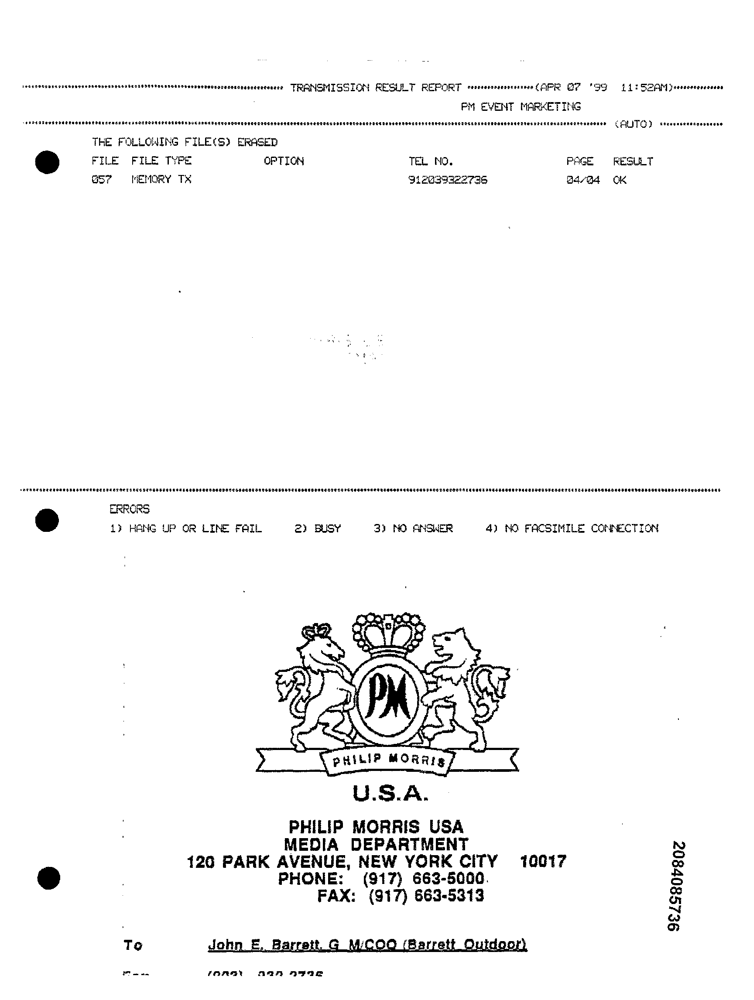 TRANSMISSION RESULT REPORT (APR 07 '99 11:52AM)
PM EVENT MARKETING
(AUTO)
THE FOLLOWING FILE(S) ERASED
FILE FILE TYPE OPTION TEL NO. PAGE RESULT
057 MEMORY TX 912039322736 04/04 OK
ERRORS
1) HANG UP OR LINE FAIL 2) BUSY 3) NO ANSWER 4) NO FACSIMILE CONNECTION
PM
PHILIP MORRIS
U.S.A.
PHILIP MORRIS USA
MEDIA DEPARTMENT
120 PARK AVENUE, NEW YORK CITY 10017
PHONE: (917) 663-5000
FAX: (917) 663-5313
2084085736
To John E. Barrett, G M/COO (Barrett Outdoor)